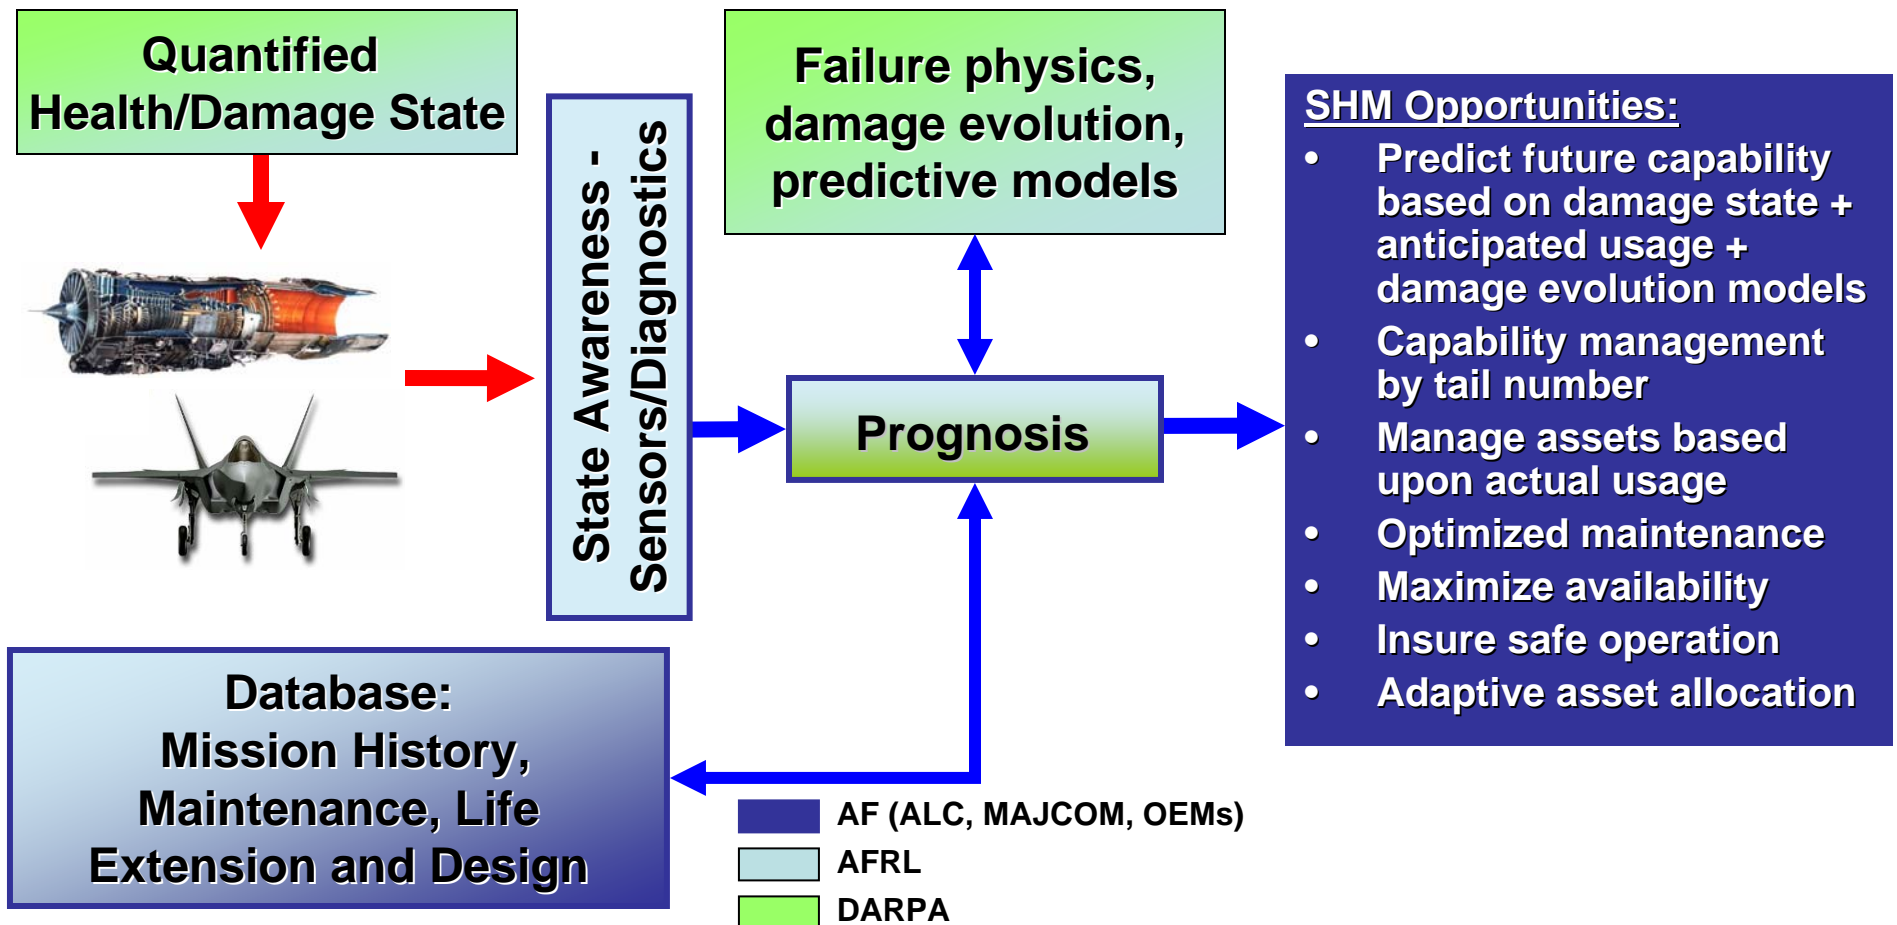 Quantified
Health/Damage State
State Awareness -
Sensors/Diagnostics
Failure physics,
damage evolution,
predictive models
Prognosis
Database:
Mission History,
Maintenance, Life
Extension and Design
SHM Opportunities:
• Predict future capability
based on damage state +
anticipated usage +
damage evolution models
• Capability management
by tail number
• Manage assets based
upon actual usage
• Optimized maintenance
• Maximize availability
• Insure safe operation
• Adaptive asset allocation
AF (ALC, MAJCOM, OEMs)
AFRL
DARPA